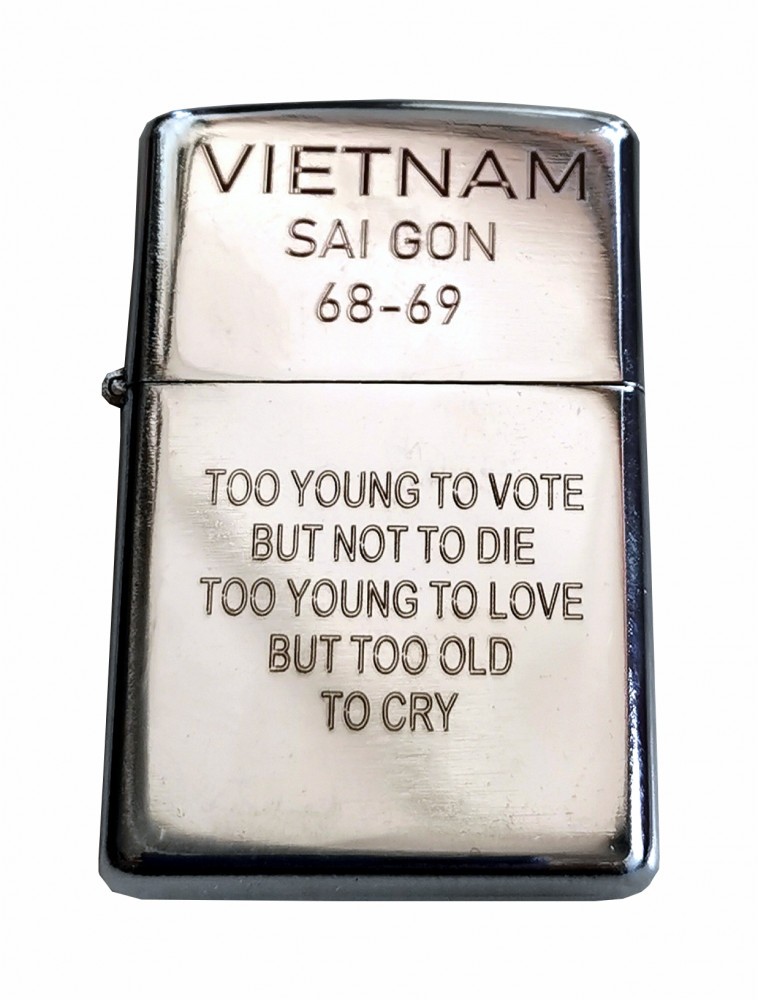 VIETNAM
SAI GON
68-69
TOO YOUNG TO VOTE
BUT NOT TO DIE
TOO YOUNG TO LOVE
BUT TOO OLD
TO CRY